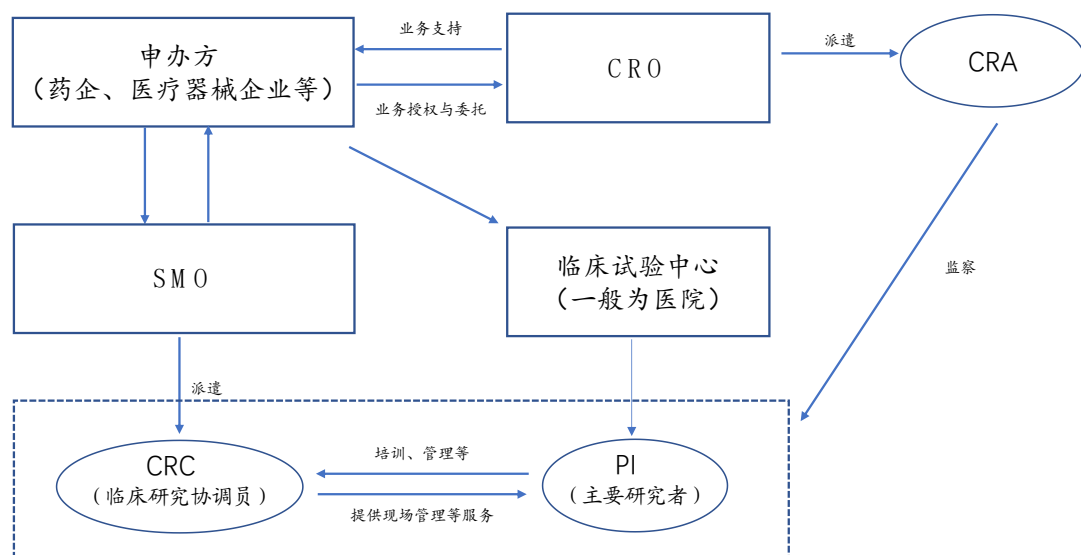 申办方
（药企、医疗器械企业等）
业务支持
业务授权与委托
CRO
派遣
CRA
SMO
临床试验中心
（一般为医院）
监察
派遣
CRC
（临床研究协调员）
培训、管理等
提供现场管理等服务
PI
（主要研究者）